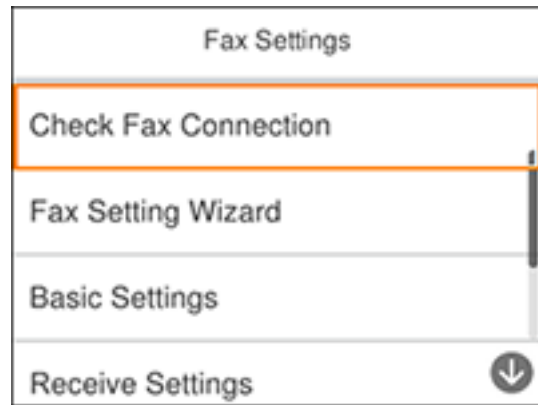 Fax Settings
Check Fax Connection
Fax Setting Wizard
Basic Settings
Receive Settings